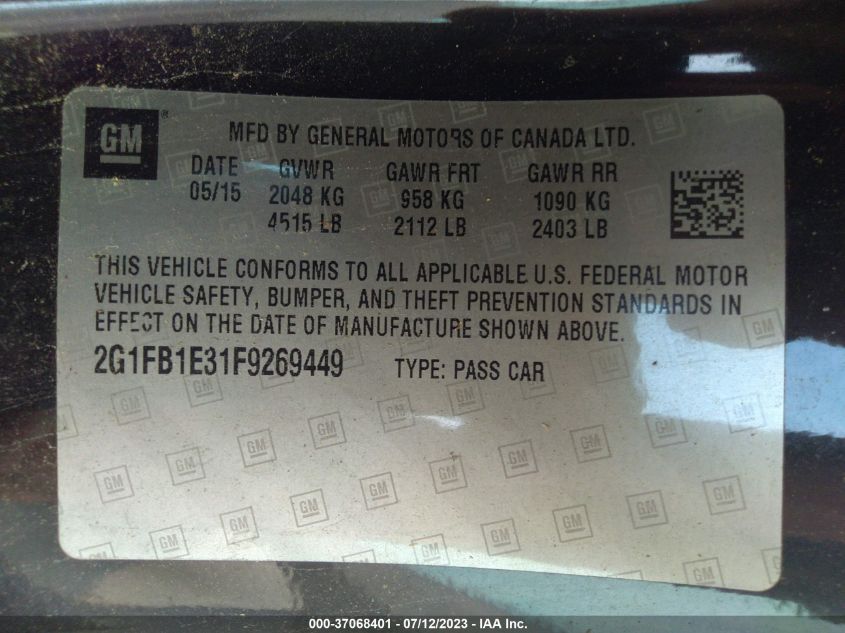 GM ®
MFD BY GENERAL MOTORS OF CANADA LTD.
DATE GVWR GAWR FRT GAWR RR
05/15 2048 KG 958 KG 1090 KG
4515 LB 2112 LB 2403 LB
THIS VEHICLE CONFORMS TO ALL APPLICABLE U.S. FEDERAL MOTOR
VEHICLE SAFETY, BUMPER, AND THEFT PREVENTION STANDARDS IN
EFFECT ON THE DATE OF MANUFACTURE SHOWN ABOVE.
2G1FB1E31F9269449 TYPE: PASS CAR
000-37068401 - 07/12/2023 - IAA Inc.